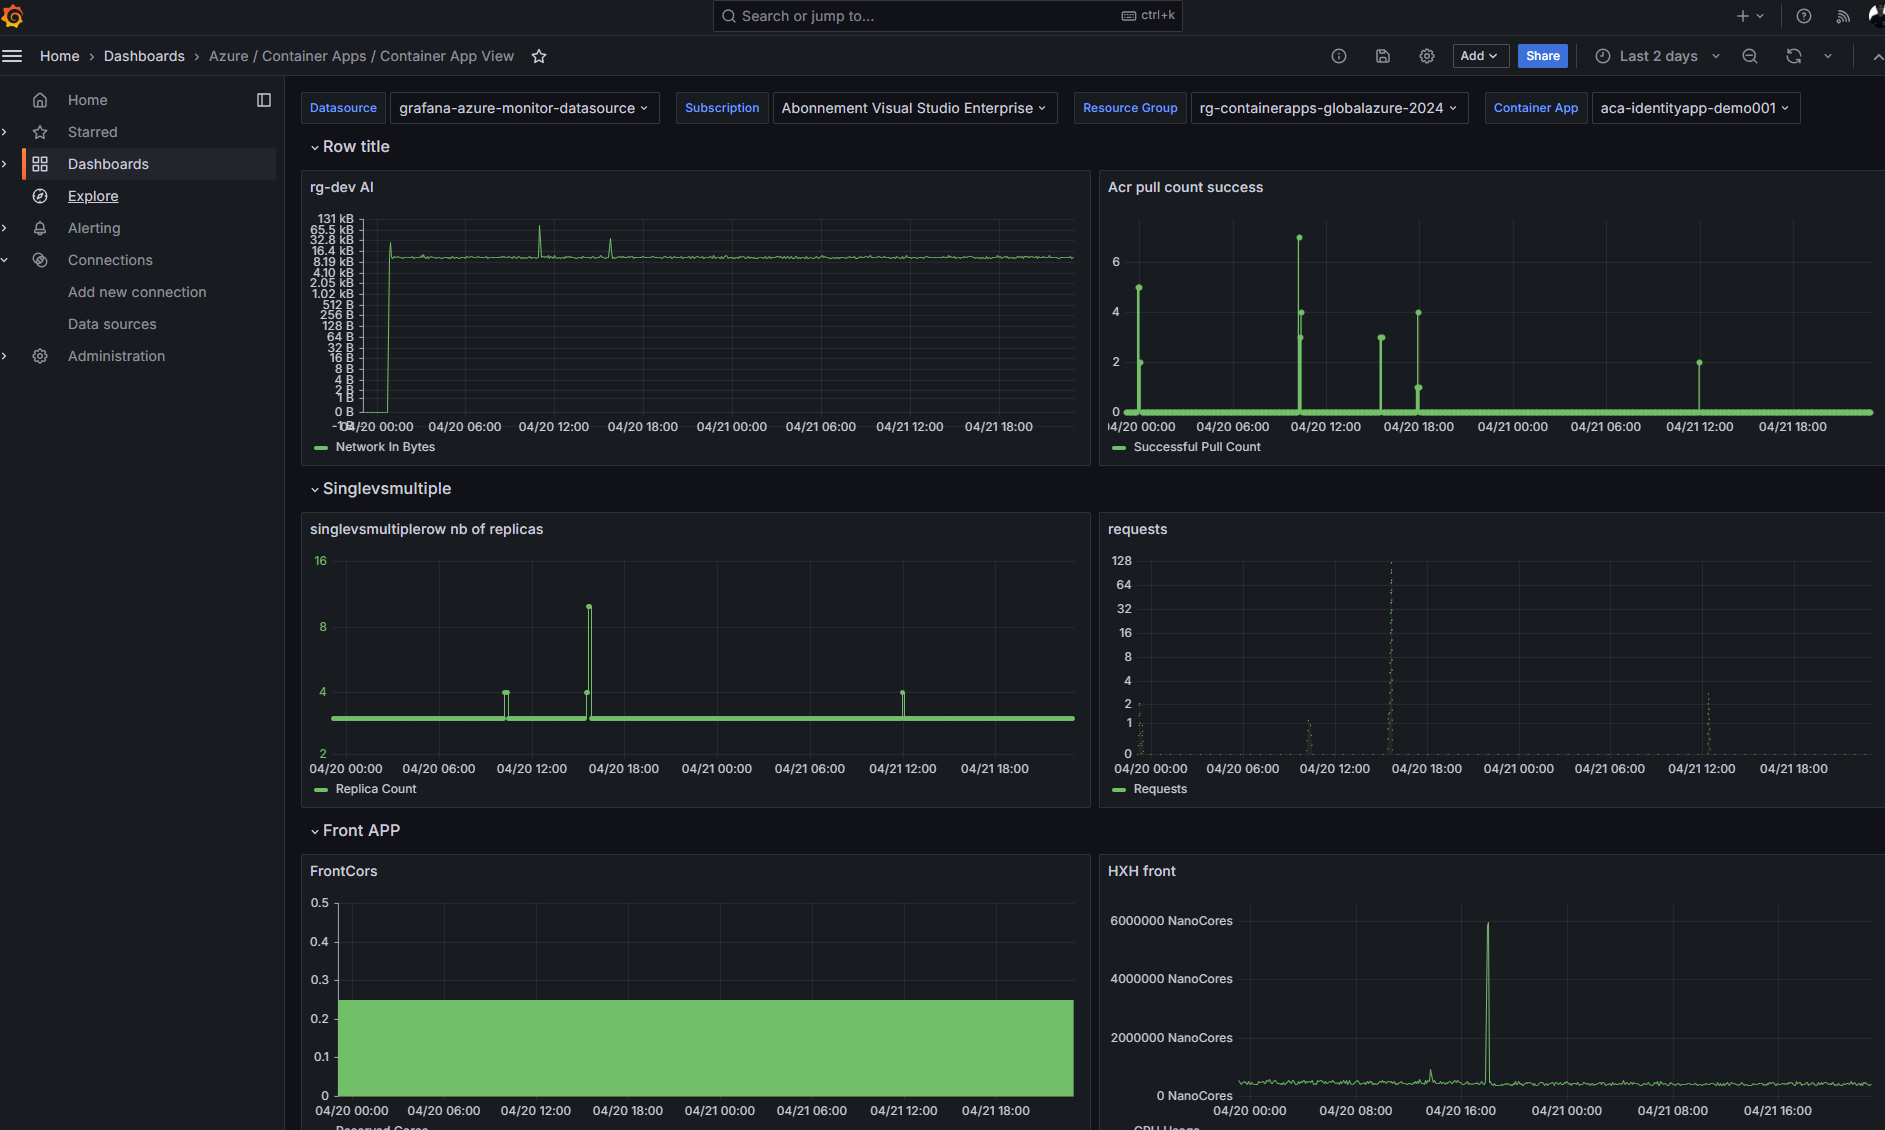 Search or jump to... ctrl+k
Home › Dashboards › Azure / Container Apps / Container App View
Add
Share
Last 2 days
Home
Starred
Dashboards
Explore
Alerting
Connections
Add new connection
Data sources
Administration
Datasource grafana-azure-monitor-datasource Subscription Abonnement Visual Studio Enterprise Resource Group rg-containerapps-globalazure-2024 Container App aca-identityapp-demo001
Row title
rg-dev AI
131 kB
65.5 kB
32.8 kB
16.4 kB
8.19 kB
4.10 kB
2.05 kB
1.02 kB
512 B
256 B
128 B
64 B
32 B
16 B
8 B
4 B
2 B
1 B
0 B
-1 B
04/20 00:00 04/20 06:00 04/20 12:00 04/20 18:00 04/21 00:00 04/21 06:00 04/21 12:00 04/21 18:00
Network In Bytes
Acr pull count success
6
4
2
0
4/20 00:00 04/20 06:00 04/20 12:00 04/20 18:00 04/21 00:00 04/21 06:00 04/21 12:00 04/21 18:00
Successful Pull Count
Singlevsmultiple
singlevsmultiplerow nb of replicas
16
8
4
2
04/20 00:00 04/20 06:00 04/20 12:00 04/20 18:00 04/21 00:00 04/21 06:00 04/21 12:00 04/21 18:00
Replica Count
requests
128
64
32
16
8
4
2
1
0
04/20 00:00 04/20 06:00 04/20 12:00 04/20 18:00 04/21 00:00 04/21 06:00 04/21 12:00 04/21 18:00
Requests
Front APP
FrontCors
0.5
0.4
0.3
0.2
0.1
0
04/20 00:00 04/20 06:00 04/20 12:00 04/20 18:00 04/21 00:00 04/21 06:00 04/21 12:00 04/21 18:00
Reserved Cores
HXH front
6000000 NanoCores
4000000 NanoCores
2000000 NanoCores
0 NanoCores
04/20 00:00 04/20 08:00 04/20 16:00 04/21 00:00 04/21 08:00 04/21 16:00
CPU Usage